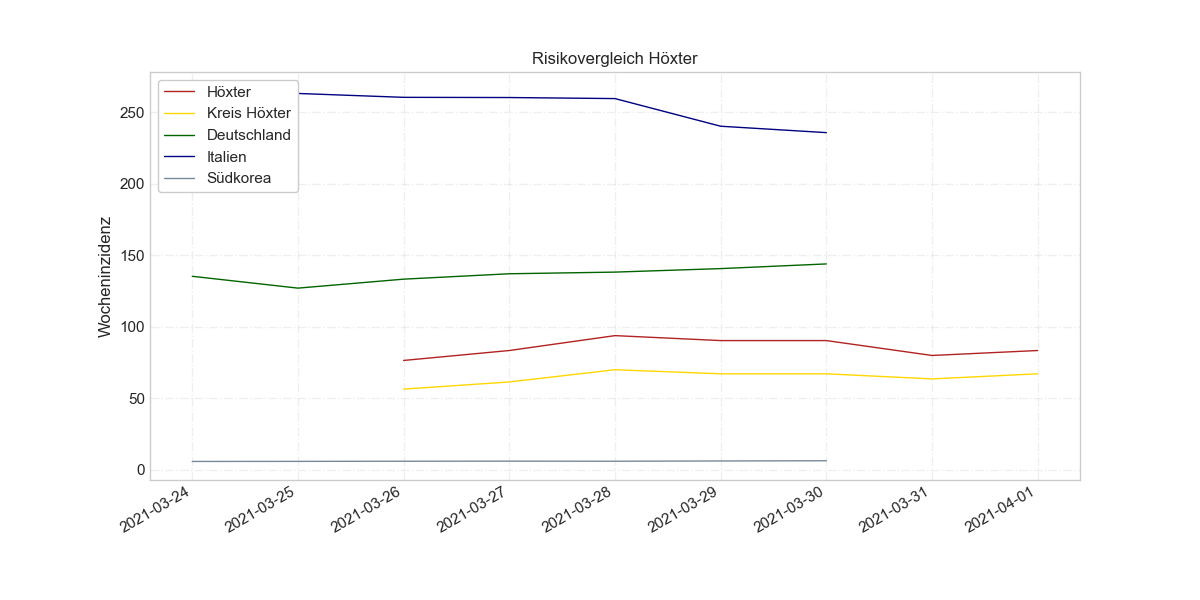 Risikovergleich Höxter
Höxter
Kreis Höxter
Deutschland
Italien
Südkorea
Wocheninzidenz
250
200
150
100
50
0
2021-03-24
2021-03-25
2021-03-26
2021-03-27
2021-03-28
2021-03-29
2021-03-30
2021-03-31
2021-04-01